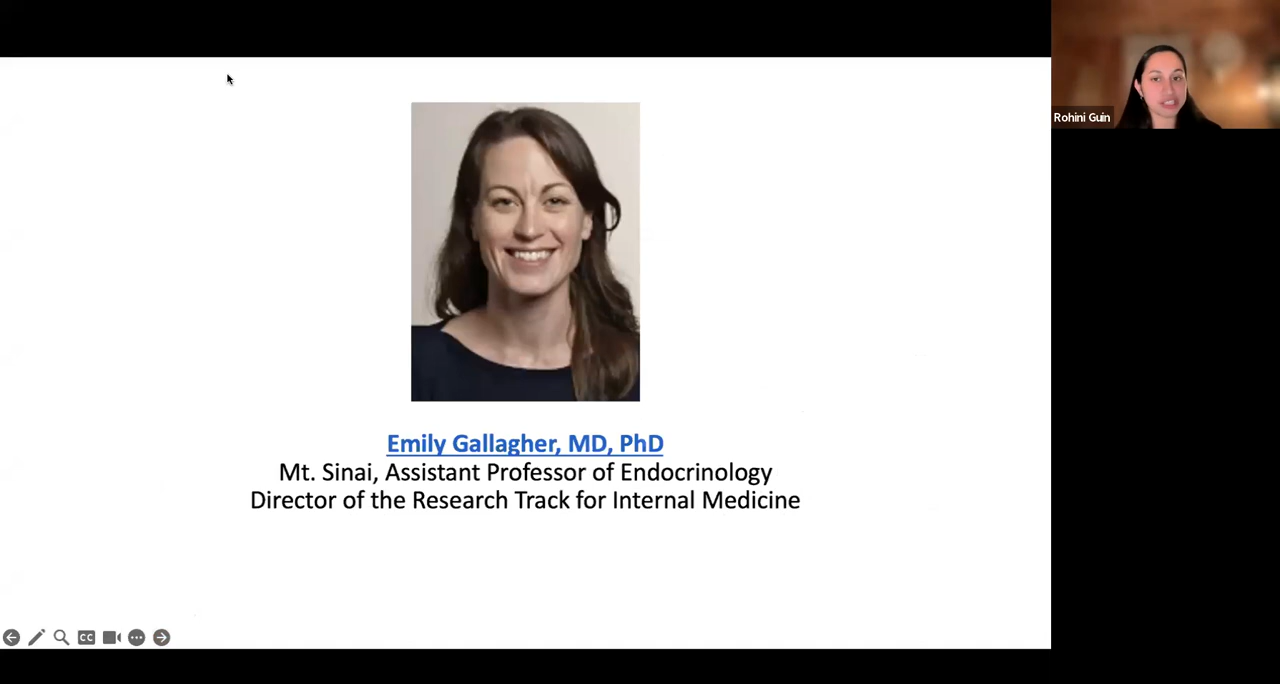 Rohini Guin
Emily Gallagher, MD, PhD
Mt. Sinai, Assistant Professor of Endocrinology
Director of the Research Track for Internal Medicine
CC